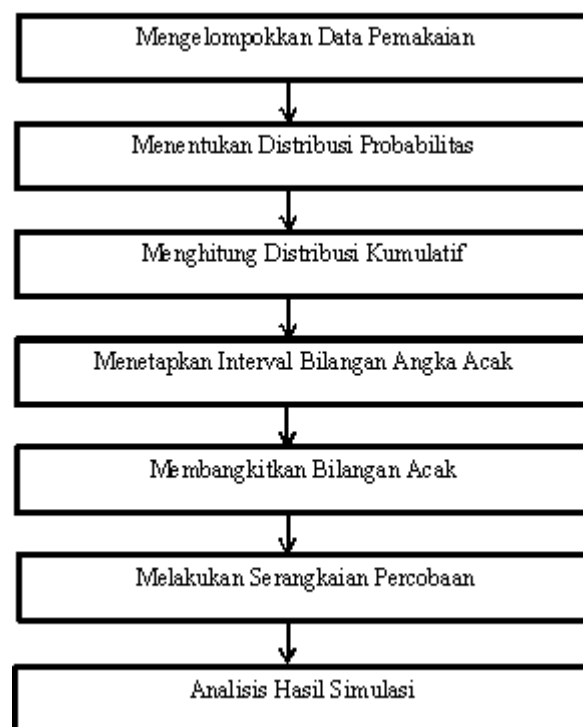 Mengelompokkan Data Pemakaian
Menentukan Distribusi Probabilitas
Menghitung Distribusi Kumulatif
Menetapkan Interval Bilangan Angka Acak
Membangkitkan Bilangan Acak
Melakukan Serangkaian Percobaan
Analisis Hasil Simulasi